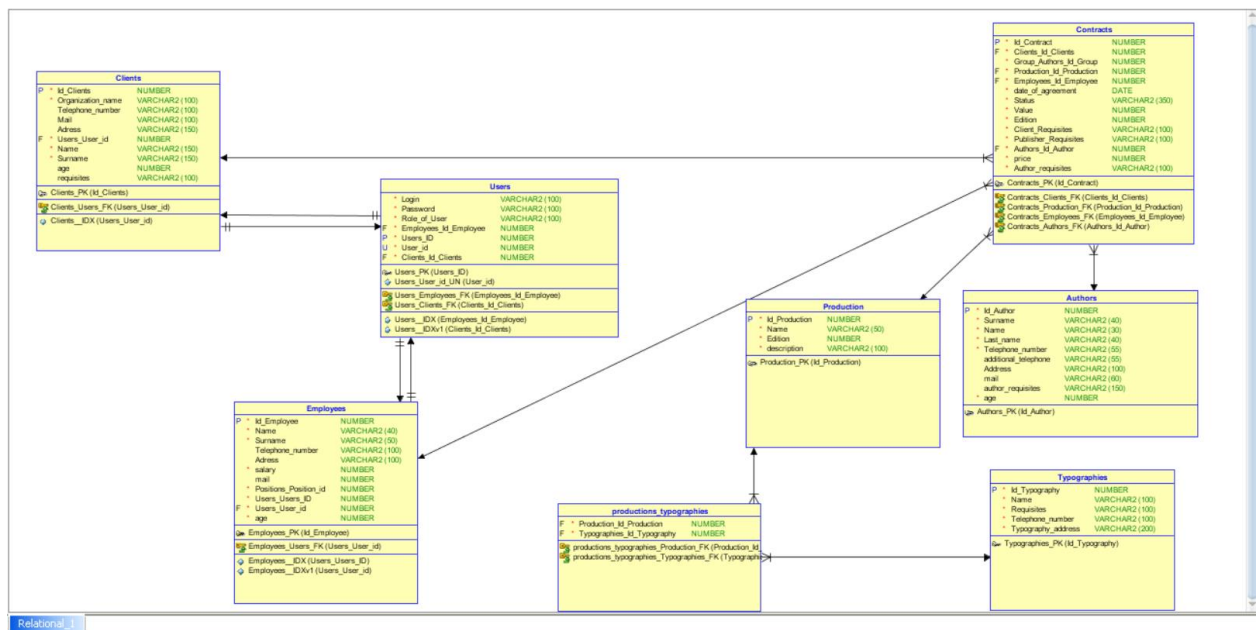 Clients
P * Id_Clients NUMBER
* Organization_name VARCHAR2 (100)
Telephone_number VARCHAR2 (100)
Mail VARCHAR2 (100)
Adress VARCHAR2 (150)
F * Users_User_id NUMBER
* Name VARCHAR2 (150)
* Surname VARCHAR2 (150)
age NUMBER
requisites VARCHAR2 (100)
Clients_PK (Id_Clients)
Clients_Users_FK (Users_User_id)
Clients__IDX (Users_User_id)
Users
* Login VARCHAR2 (100)
* Password VARCHAR2 (100)
* Role_of_User VARCHAR2 (100)
F * Employees_Id_Employee NUMBER
P * Users_ID NUMBER
U * User_id NUMBER
F * Clients_Id_Clients NUMBER
Users_PK (Users_ID)
Users_User_id_UN (User_id)
Users_Employees_FK (Employees_Id_Employee)
Users_Clients_FK (Clients_Id_Clients)
Users__IDX (Employees_Id_Employee)
Users__IDXv1 (Clients_Id_Clients)
Contracts
P * Id_Contract NUMBER
F * Clients_Id_Clients NUMBER
* Group_Authors_Id_Group NUMBER
F * Production_Id_Production NUMBER
F * Employees_Id_Employee NUMBER
* date_of_agreement DATE
* Status VARCHAR2 (350)
* Value NUMBER
* Edition NUMBER
* Client_Requisites VARCHAR2 (100)
* Publisher_Requisites VARCHAR2 (100)
F * Authors_Id_Author NUMBER
* price NUMBER
* Author_requisites VARCHAR2 (100)
Contracts_PK (Id_Contract)
Contracts_Clients_FK (Clients_Id_Clients)
Contracts_Production_FK (Production_Id_Production)
Contracts_Employees_FK (Employees_Id_Employee)
Contracts_Authors_FK (Authors_Id_Author)
Production
P * Id_Production NUMBER
* Name VARCHAR2 (50)
* Edition NUMBER
* description VARCHAR2 (100)
Production_PK (Id_Production)
Authors
P * Id_Author NUMBER
* Surname VARCHAR2 (40)
* Name VARCHAR2 (30)
* Last_name VARCHAR2 (40)
* Telephone_number VARCHAR2 (55)
additional_telephone VARCHAR2 (55)
Address VARCHAR2 (100)
mail VARCHAR2 (60)
author_requisites VARCHAR2 (150)
* age NUMBER
Authors_PK (Id_Author)
Employees
P * Id_Employee NUMBER
* Name VARCHAR2 (40)
* Surname VARCHAR2 (50)
Telephone_number VARCHAR2 (100)
Adress VARCHAR2 (100)
* salary NUMBER
mail NUMBER
* Positions_Position_id NUMBER
* Users_Users_ID NUMBER
F * Users_User_id NUMBER
* age NUMBER
Employees_PK (Id_Employee)
Employees_Users_FK (Users_User_id)
Employees__IDX (Users_Users_ID)
Employees__IDXv1 (Users_User_id)
productions_typographies
F * Production_Id_Production NUMBER
F * Typographies_Id_Typography NUMBER
productions_typographies_Production_FK (Production_Id_
productions_typographies_Typographies_FK (Typographi
Typographies
P * Id_Typography NUMBER
* Name VARCHAR2 (100)
* Requisites VARCHAR2 (100)
* Telephone_number VARCHAR2 (100)
* Typography_address VARCHAR2 (200)
Typographies_PK (Id_Typography)
Relational_1